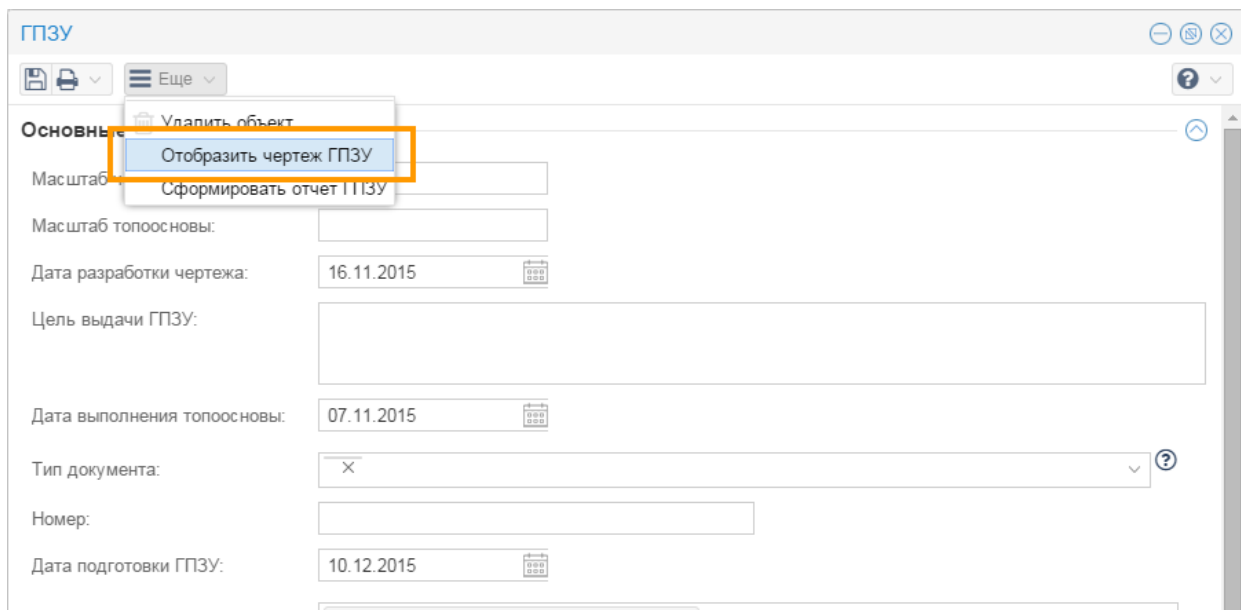 ГПЗУ
Еще
Удалить объект
Основные
Отобразить чертеж ГПЗУ
Масштаб
Сформировать отчет ГПЗУ
Масштаб топоосновы:
Дата разработки чертежа: 16.11.2015
Цель выдачи ГПЗУ:
Дата выполнения топоосновы: 07.11.2015
Тип документа:
Номер:
Дата подготовки ГПЗУ: 10.12.2015